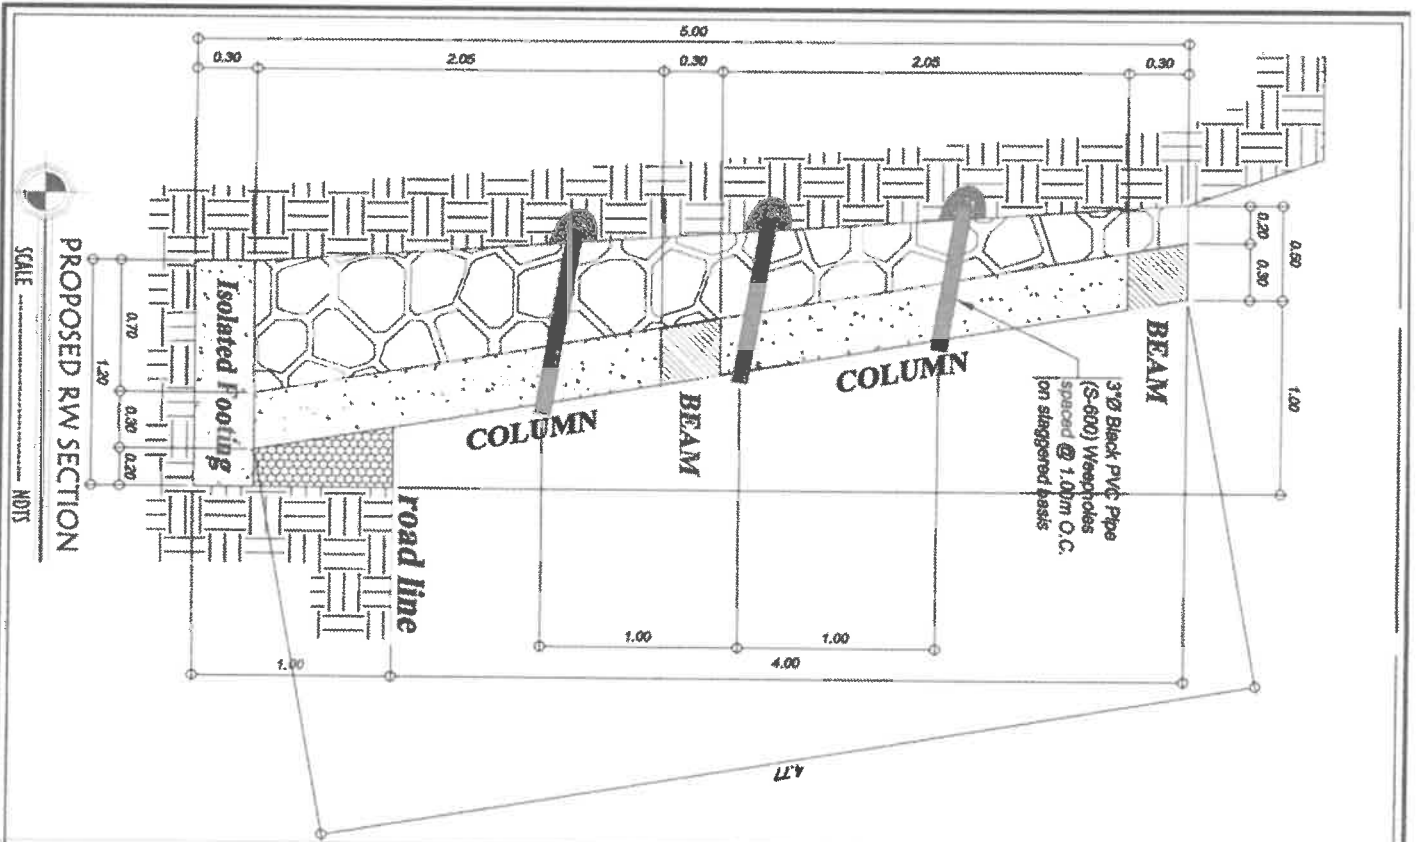 5.00
0.30
2.05
0.30
2.05
0.30
0.20
0.30
0.50
1.00
BEAM
3"Ø Black PVC Pipe
(S-600) Weepholes
spaced @ 1.00m O.C.
on staggered basis
COLUMN
BEAM
COLUMN
Isolated Footing
road line
0.70
0.30
0.20
1.20
1.00
1.00
1.00
4.00
4.77
PROPOSED RW SECTION
SCALE NOTS